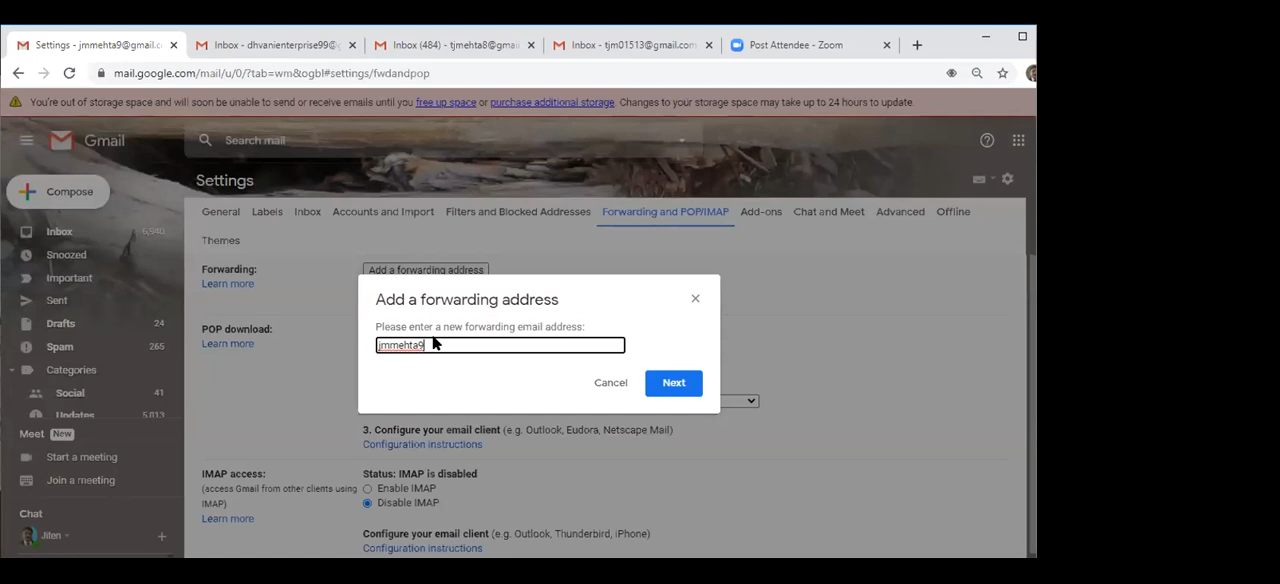 Settings - jmmehta9@gmail.c
Inbox - dhvanienterprise99@g
Inbox (484) - tjmehta8@gmail
Inbox - tjm01513@gmail.com
Post Attendee - Zoom
mail.google.com/mail/u/0/?tab=wm&ogbl#settings/fwdandpop
You're out of storage space and will soon be unable to send or receive emails until you free up space or purchase additional storage. Changes to your storage space may take up to 24 hours to update.
Gmail
Search mail
Compose
Settings
General Labels Inbox Accounts and Import Filters and Blocked Addresses Forwarding and POP/IMAP Add-ons Chat and Meet Advanced Offline
Themes
Inbox 6,940
Snoozed
Important
Sent
Drafts 24
Spam 265
Categories
Social 41
Updates 5,013
Meet New
Start a meeting
Join a meeting
Chat
Jiten
Forwarding:
Learn more
Add a forwarding address
POP download:
Learn more
Add a forwarding address
Please enter a new forwarding email address:
jmmehta9
Cancel
Next
3. Configure your email client (e.g. Outlook, Eudora, Netscape Mail)
Configuration instructions
IMAP access:
(access Gmail from other clients using
IMAP)
Learn more
Status: IMAP is disabled
Enable IMAP
Disable IMAP
Configure your email client (e.g. Outlook, Thunderbird, iPhone)
Configuration instructions